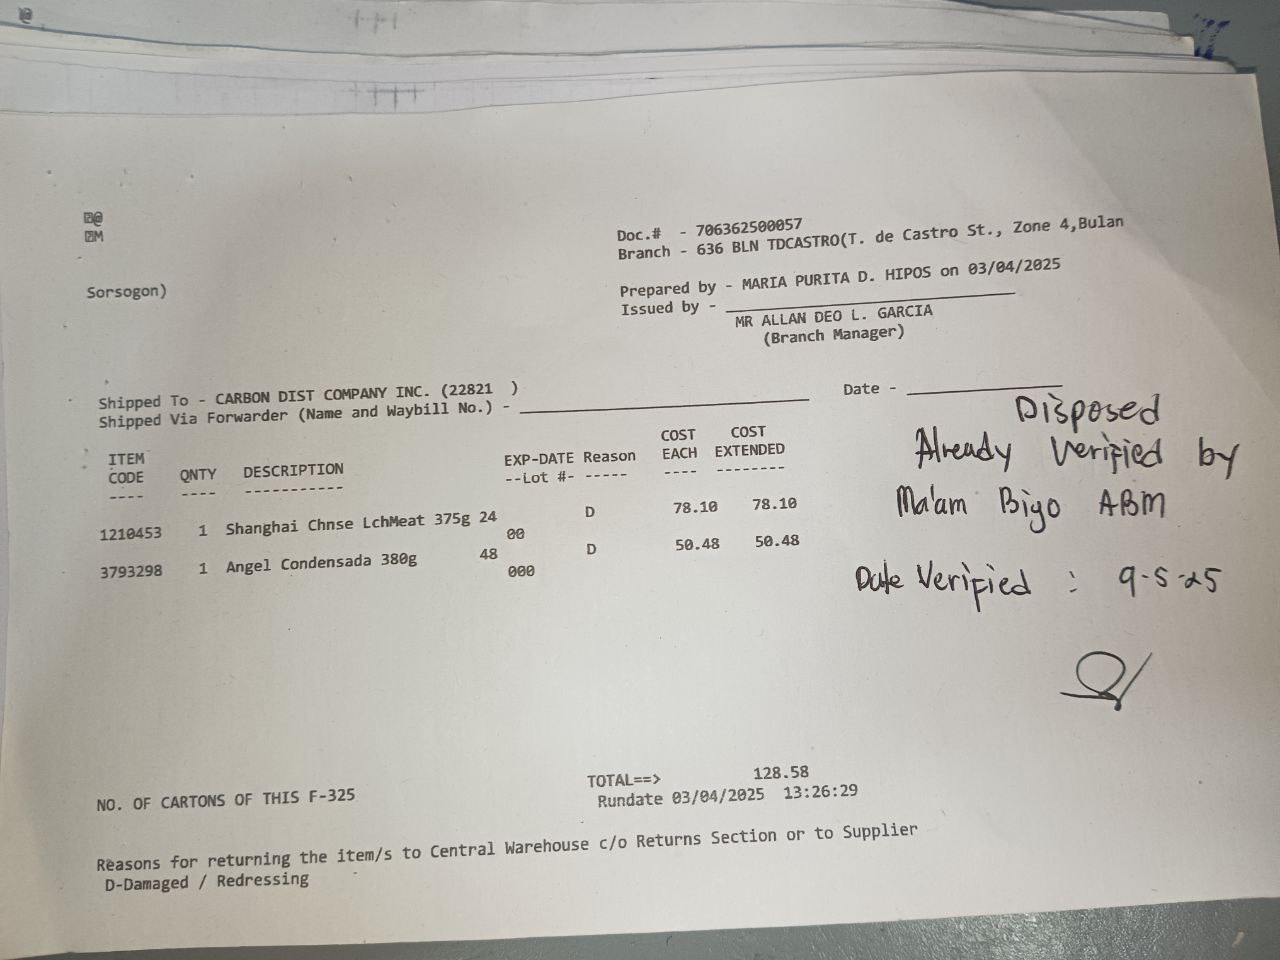 @
M
Doc.# - 706362500057
Branch - 636 BLN TDCASTRO(T. de Castro St., Zone 4,Bulan
Sorsogon)
Prepared by - MARIA PURITA D. HIPOS on 03/04/2025
Issued by -
MR ALLAN DEO L. GARCIA
(Branch Manager)
Shipped To - CARBON DIST COMPANY INC. (22821 )
Date -
Shipped Via Forwarder (Name and Waybill No.) -
Disposed
Already Verified by
Ma'am Biyo ABM
Date Verified : 9-5-25
ITEM COST COST
CODE QNTY DESCRIPTION EXP-DATE Reason EACH EXTENDED
---- ---- ----------- --Lot #- ----- ---- --------
1210453 1 Shanghai Chnse LchMeat 375g 24 D 78.10 78.10
00
3793298 1 Angel Condensada 380g 48 D 50.48 50.48
000
TOTAL==> 128.58
NO. OF CARTONS OF THIS F-325
Rundate 03/04/2025 13:26:29
Reasons for returning the item/s to Central Warehouse c/o Returns Section or to Supplier
D-Damaged / Redressing